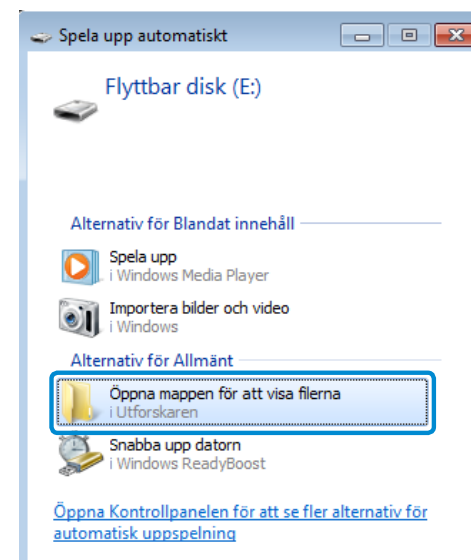 Spela upp automatiskt
Flyttbar disk (E:)
Alternativ för Blandat innehåll
Spela upp
i Windows Media Player
Importera bilder och video
i Windows
Alternativ för Allmänt
Öppna mappen för att visa filerna
i Utforskaren
Snabba upp datorn
i Windows ReadyBoost
Öppna Kontrollpanelen för att se fler alternativ för
automatisk uppspelning